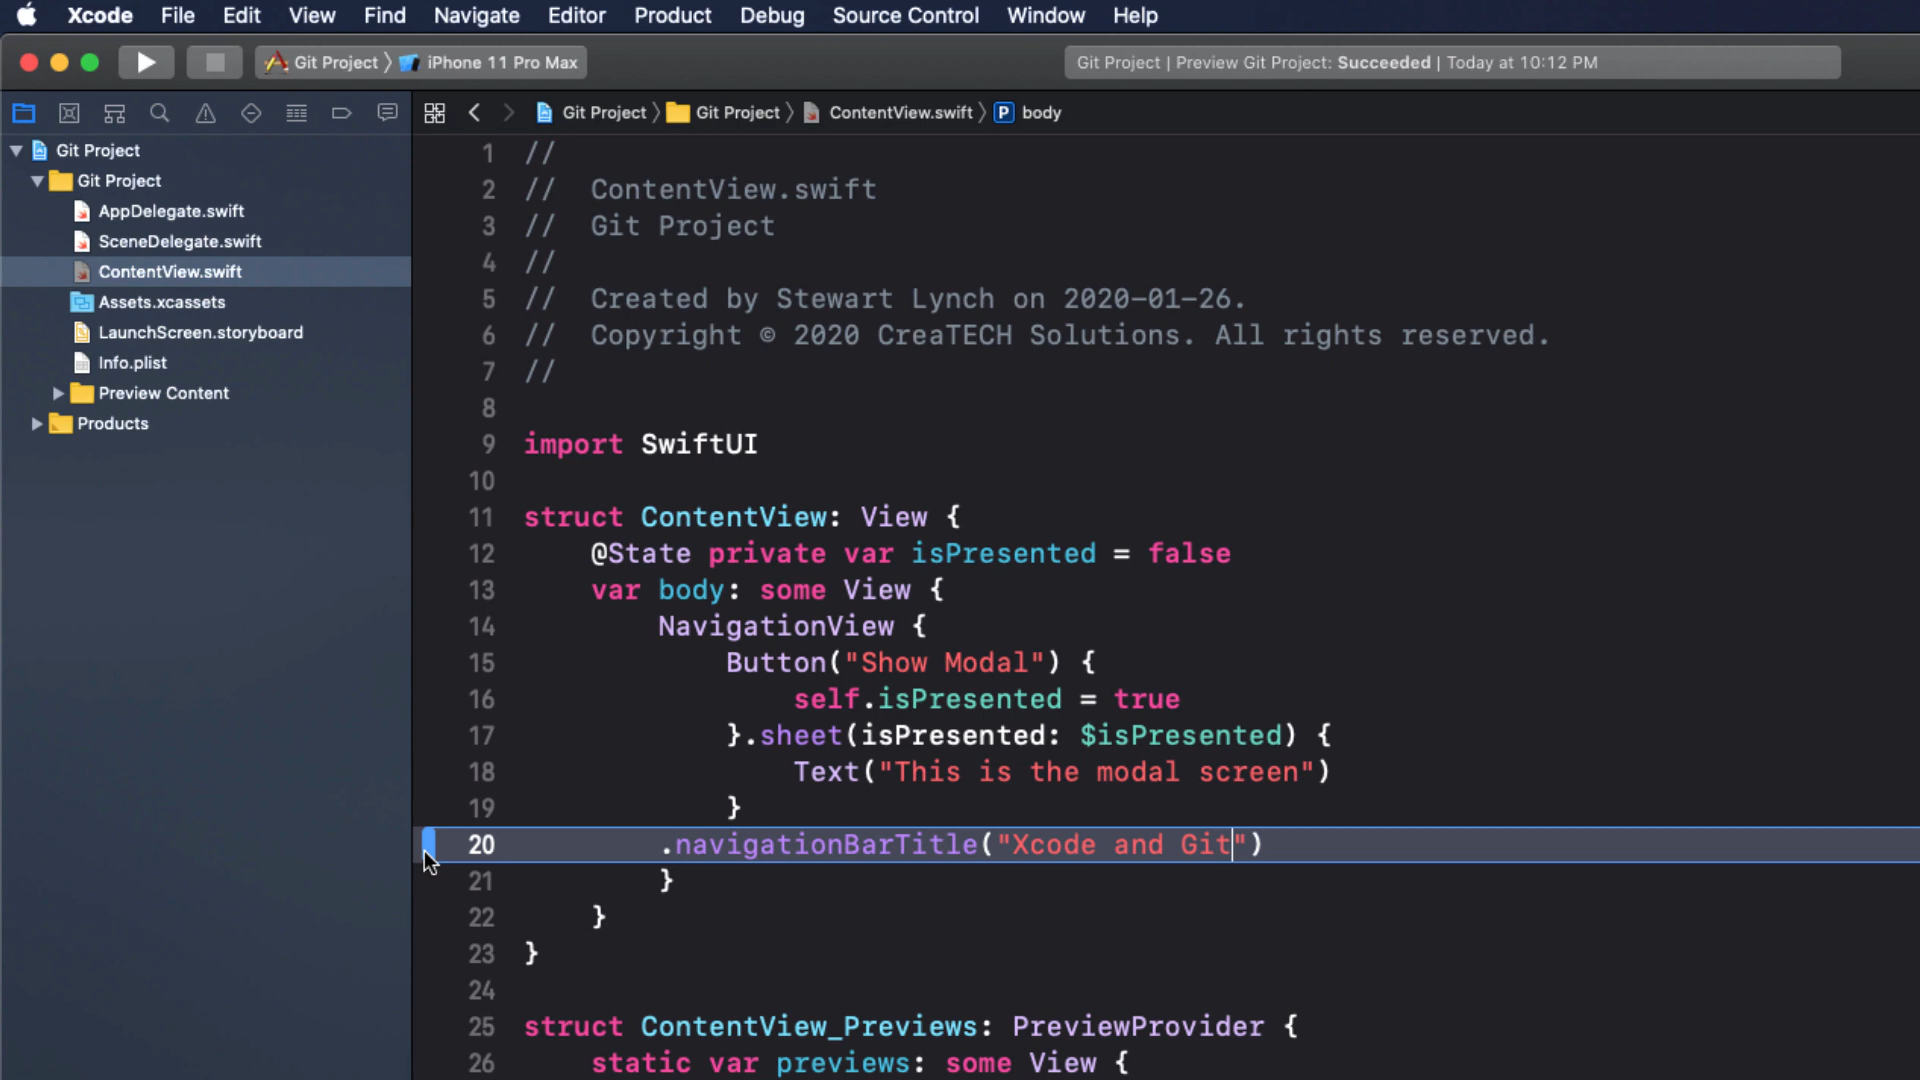 Xcode File Edit View Find Navigate Editor Product Debug Source Control Window Help
Git Project 〉 iPhone 11 Pro Max
Git Project | Preview Git Project: Succeeded | Today at 10:12 PM
Git Project 〉 Git Project 〉 ContentView.swift 〉 P body
Git Project
Git Project
AppDelegate.swift
SceneDelegate.swift
ContentView.swift
Assets.xcassets
LaunchScreen.storyboard
Info.plist
Preview Content
Products
1 //
2 //  ContentView.swift
3 //  Git Project
4 //
5 //  Created by Stewart Lynch on 2020-01-26.
6 //  Copyright © 2020 CreaTECH Solutions. All rights reserved.
7 //
8
9 import SwiftUI
10
11 struct ContentView: View {
12     @State private var isPresented = false
13     var body: some View {
14         NavigationView {
15             Button("Show Modal") {
16                 self.isPresented = true
17             }.sheet(isPresented: $isPresented) {
18                 Text("This is the modal screen")
19             }
20         .navigationBarTitle("Xcode and Git")
21         }
22     }
23 }
24
25 struct ContentView_Previews: PreviewProvider {
26     static var previews: some View {